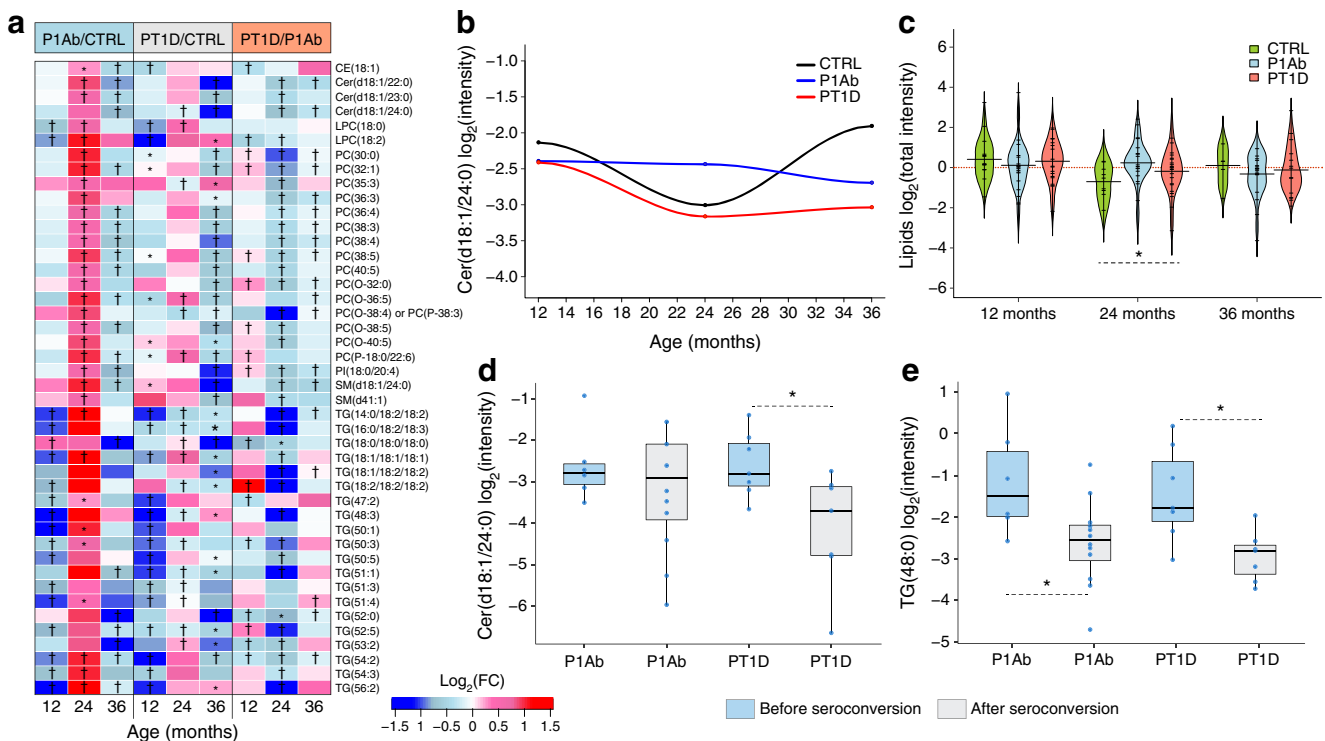 a
P1Ab/CTRL PT1D/CTRL PT1D/P1Ab
* † † †
CE(18:1)
Cer(d18:1/22:0)
Cer(d18:1/23:0)
Cer(d18:1/24:0)
LPC(18:0)
LPC(18:2)
PC(30:0)
PC(32:1)
PC(35:3)
PC(36:3)
PC(36:4)
PC(38:3)
PC(38:4)
PC(38:5)
PC(40:5)
PC(O-32:0)
PC(O-36:5)
PC(O-38:4) or PC(P-38:3)
PC(O-38:5)
PC(O-40:5)
PC(P-18:0/22:6)
PI(18:0/20:4)
SM(d18:1/24:0)
SM(d41:1)
TG(14:0/18:2/18:2)
TG(16:0/18:2/18:3)
TG(18:0/18:0/18:0)
TG(18:1/18:1/18:1)
TG(18:1/18:2/18:2)
TG(18:2/18:2/18:2)
TG(47:2)
TG(48:3)
TG(50:1)
TG(50:3)
TG(50:5)
TG(51:1)
TG(51:3)
TG(51:4)
TG(52:0)
TG(52:5)
TG(53:2)
TG(54:2)
TG(54:3)
TG(56:2)
12 24 36 12 24 36 12 24 36
Age (months)
Log2(FC)
-1.5 1 -0.5 0 0.5 1 1.5
b
Cer(d18:1/24:0) log2(intensity)
−1.0
−1.5
−2.0
−2.5
−3.0
−3.5
−4.0
CTRL
P1Ab
PT1D
12 14 16 18 20 22 24 26 28 30 32 34 36
Age (months)
c
Lipids log2(total intensity)
6
4
2
0
−2
−4
−6
CTRL
P1Ab
PT1D
*
12 months 24 months 36 months
d
Cer(d18:1/24:0) log2(intensity)
−1
−2
−3
−4
−5
−6
*
P1Ab P1Ab PT1D PT1D
e
TG(48:0) log2(intensity)
1
0
−1
−2
−3
−4
−5
*
*
P1Ab P1Ab PT1D PT1D
Before seroconversion After seroconversion